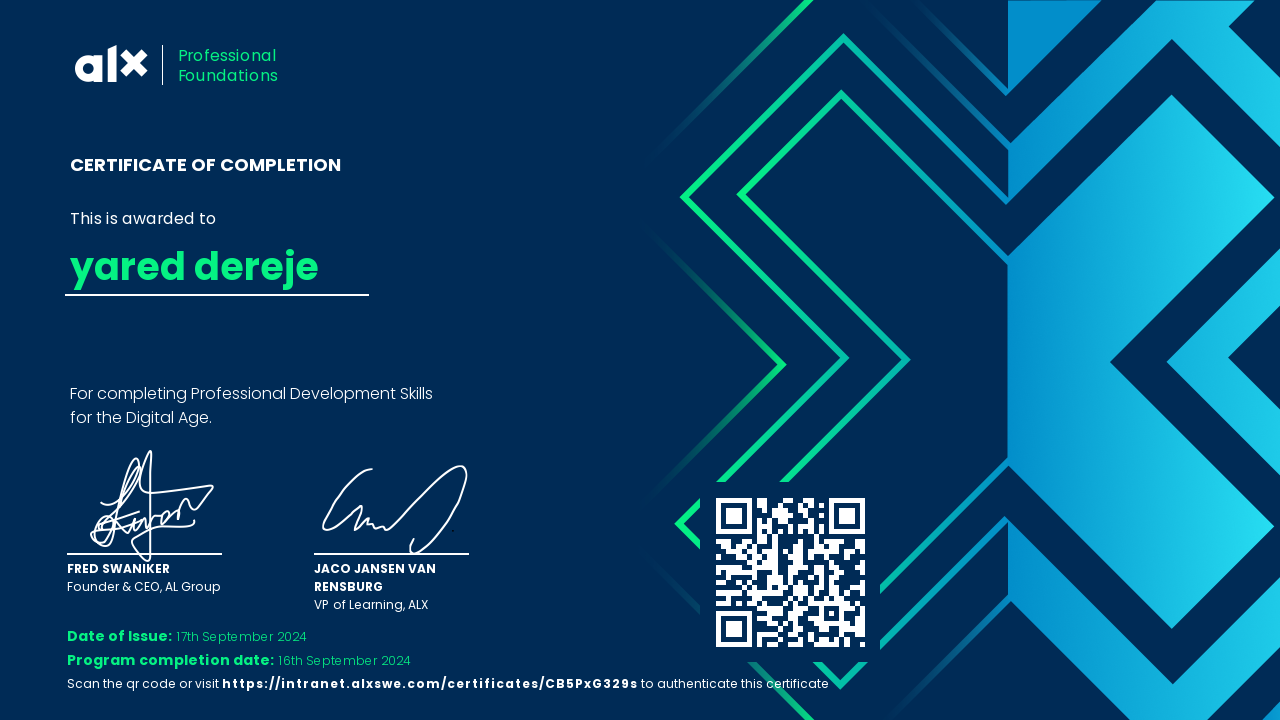 alx
Professional
Foundations
CERTIFICATE OF COMPLETION
This is awarded to
yared dereje
For completing Professional Development Skills
for the Digital Age.
FRED SWANIKER
Founder & CEO, AL Group
JACO JANSEN VAN
RENSBURG
VP of Learning, ALX
Date of Issue: 17th September 2024
Program completion date: 16th September 2024
Scan the qr code or visit https://intranet.alxswe.com/certificates/CB5PxG329s to authenticate this certificate